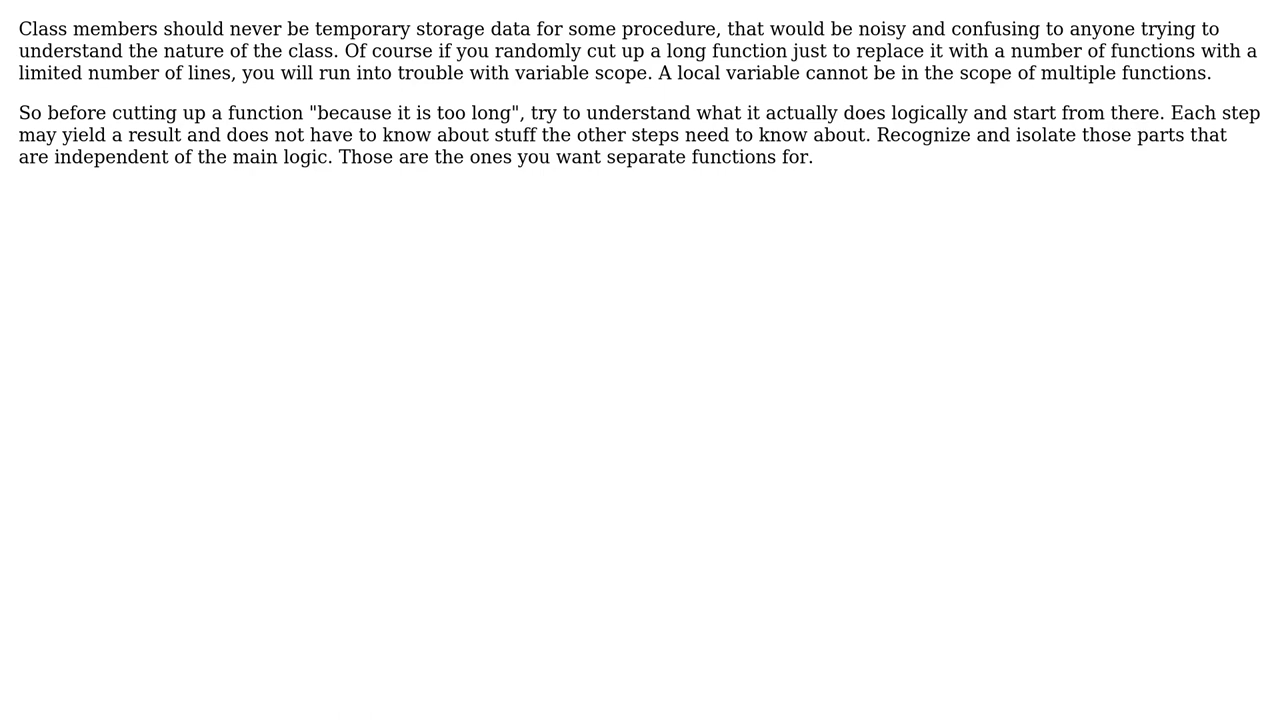 Class members should never be temporary storage data for some procedure, that would be noisy and confusing to anyone trying to
understand the nature of the class. Of course if you randomly cut up a long function just to replace it with a number of functions with a
limited number of lines, you will run into trouble with variable scope. A local variable cannot be in the scope of multiple functions.
So before cutting up a function "because it is too long", try to understand what it actually does logically and start from there. Each step
may yield a result and does not have to know about stuff the other steps need to know about. Recognize and isolate those parts that
are independent of the main logic. Those are the ones you want separate functions for.